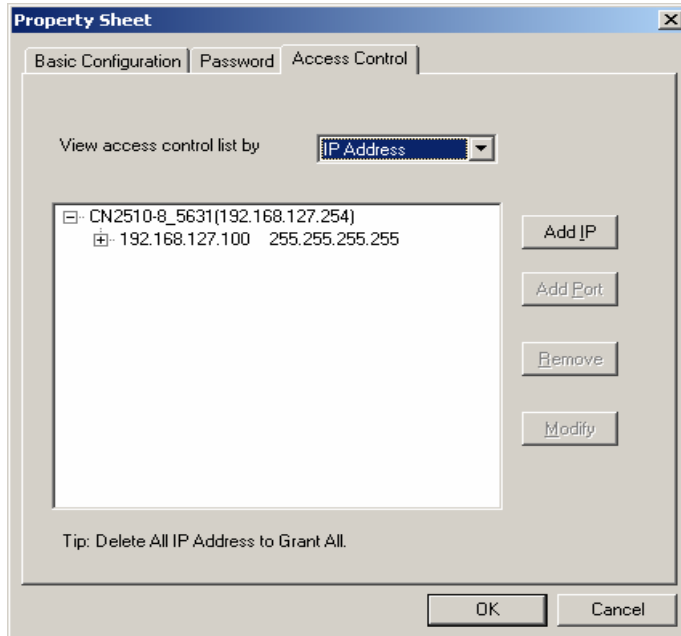 Property Sheet
Basic Configuration Password Access Control
View access control list by IP Address
CN2510-8_5631(192.168.127.254)
192.168.127.100 255.255.255.255
Add IP
Add Port
Remove
Modify
Tip: Delete All IP Address to Grant All.
OK Cancel